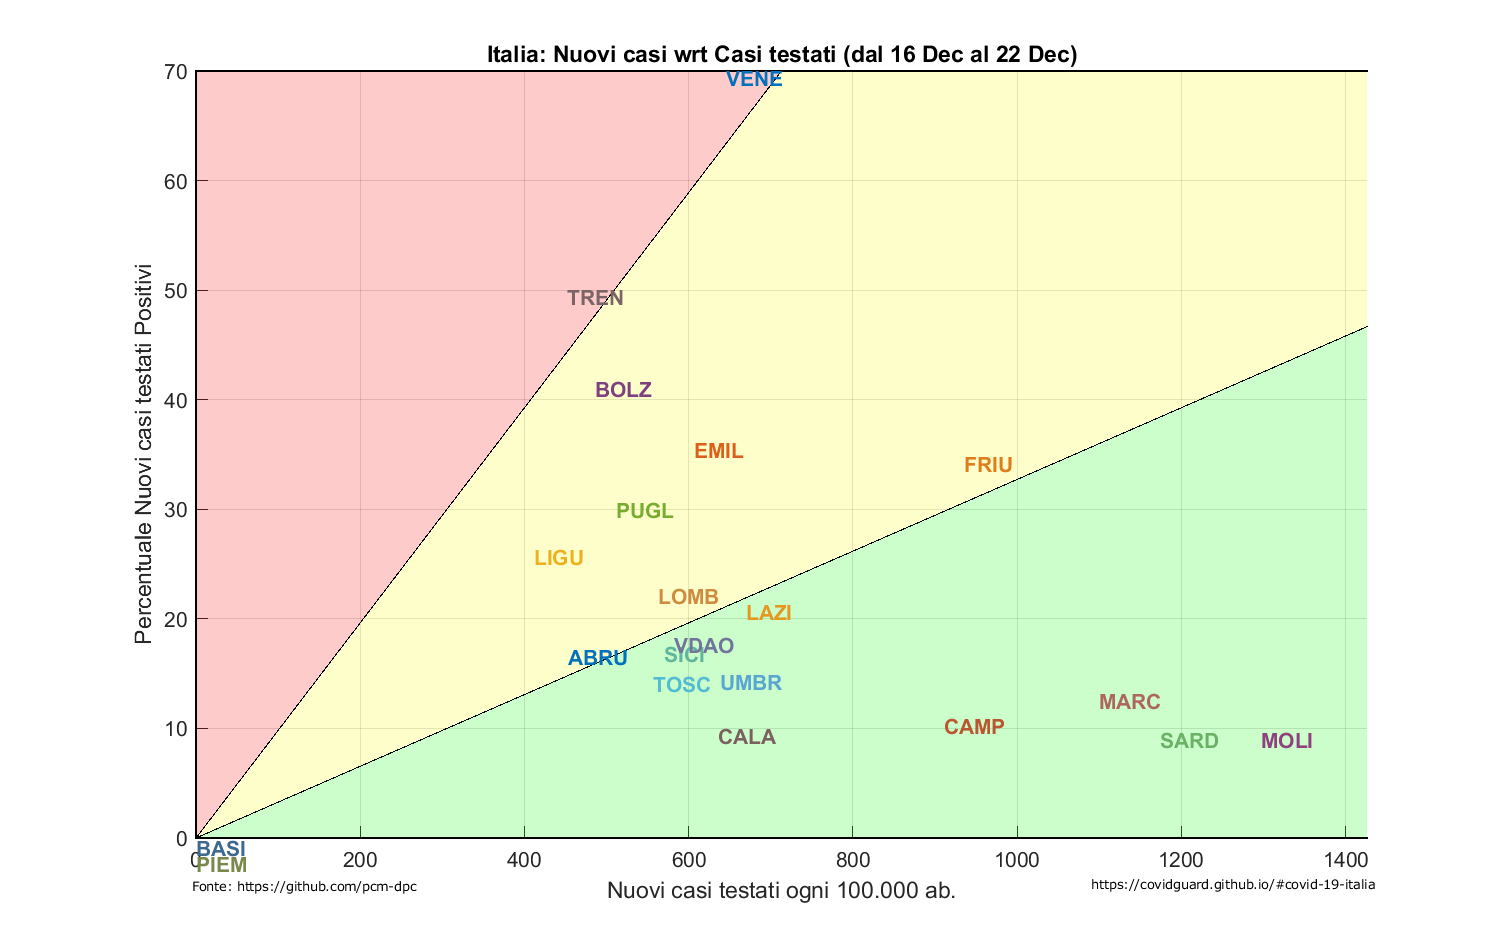 Italia: Nuovi casi wrt Casi testati (dal 16 Dec al 22 Dec)
70
60
50
40
30
20
10
0
Percentuale Nuovi casi testati Positivi
VENE
TREN
BOLZ
EMIL
FRIU
PUGL
LIGU
LOMB
LAZI
VDAO
SICI
ABRU
TOSC
UMBR
MARC
CAMP
CALA
SARD
MOLI
BASI
PIEM
0 200 400 600 800 1000 1200 1400
Nuovi casi testati ogni 100.000 ab.
Fonte: https://github.com/pcm-dpc
https://covidguard.github.io/#covid-19-italia